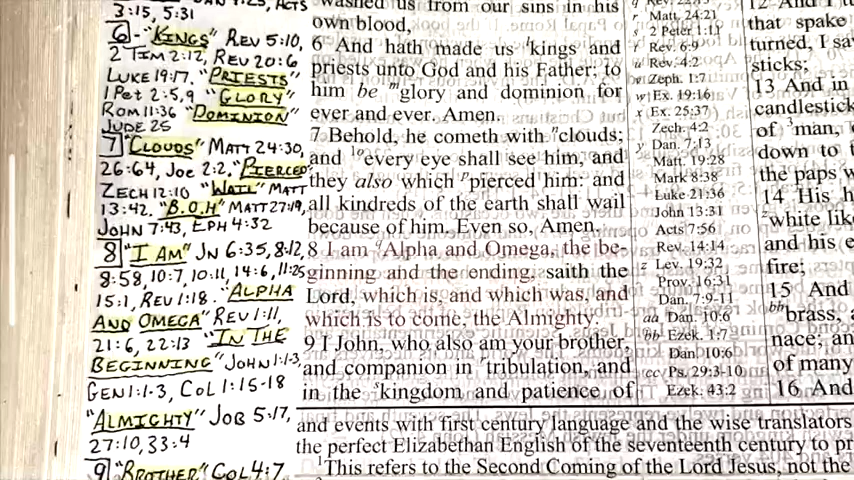 3:15, 5:31
6 - "KINGS" REV 5:10,
2 TIM 2:12, REV 20:6
LUKE 19:17. "PRIESTS"
1 Pet 2:5,9 "GLORY"
ROM 11:36 "DOMINION"
JUDE 25
7 "CLOUDS" MATT 24:30,
26:64, Joe 2:2. "PIERCED"
ZECH 12:10 "WAIL" MATT
13:42. "B.O.H" MATT 27:19,
JOHN 7:43, EPH 4:32
8 "I AM" JN 6:35, 8:12,
8:58, 10:7, 10:11, 14:6, 11:25
15:1, REV 1:18. "ALPHA
AND OMEGA" REV 1:11,
21:6, 22:13 "IN THE
BEGINNING" JOHN 1:1-3,
GEN 1:1-3, COL 1:15-18
"ALMIGHTY" JOB 5:17,
27:10, 33:4
9 "BROTHER" COL 4:7
washed us from our sins in his
own blood,
6 And hath made us kings and
priests unto God and his Father; to
him be glory and dominion for
ever and ever. Amen.
7 Behold, he cometh with clouds;
and every eye shall see him, and
they also which pierced him: and
all kindreds of the earth shall wail
because of him. Even so, Amen.
8 I am Alpha and Omega, the be-
ginning and the ending, saith the
Lord, which is, and which was, and
which is to come, the Almighty.
9 I John, who also am your brother,
and companion in tribulation, and
in the kingdom and patience of
r Matt. 24:21
s 2 Peter 1:11
Rev. 6:9
u Rev. 4:2
v Zeph. 1:7
w Ex. 19:16
x Ex. 25:37
Zech. 4:2
y Dan. 7:13
Matt. 19:28
Mark 8:38
Luke 21:36
John 13:31
Acts 7:56
Rev. 14:14
z Lev. 19:32
Prov. 16:31
Dan. 7:9-11
aa Dan. 10:6
bb Ezek. 1:7
Dan 10:6
cc Ps. 29:3-10
Ezek. 43:2
12 And I
that spake
turned, I sa
sticks;
13 And in
candlestick
of 3man,
down to
the paps w
14 His h
white lik
and his e
fire;
15 And
bbbrass,
nace; an
of many
16 And
and events with first century language and the wise translators
the perfect Elizabethan English of the seventeenth century to pr
1This refers to the Second Coming of the Lord Jesus, not the